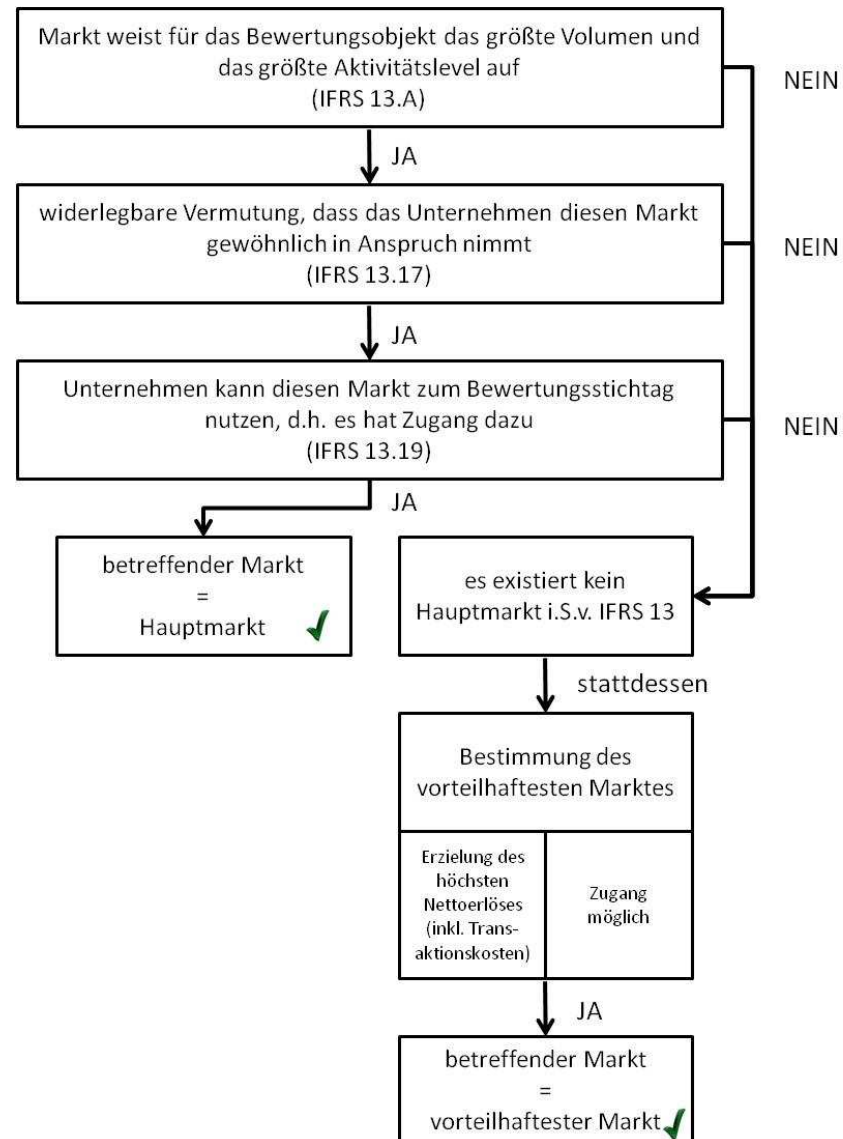 Markt weist für das Bewertungsobjekt das größte Volumen und
das größte Aktivitätslevel auf
(IFRS 13.A)
NEIN
JA
widerlegbare Vermutung, dass das Unternehmen diesen Markt
gewöhnlich in Anspruch nimmt
(IFRS 13.17)
NEIN
JA
Unternehmen kann diesen Markt zum Bewertungsstichtag
nutzen, d.h. es hat Zugang dazu
(IFRS 13.19)
NEIN
JA
betreffender Markt
=
Hauptmarkt
es existiert kein
Hauptmarkt i.S.v. IFRS 13
stattdessen
Bestimmung des
vorteilhaftesten Marktes
Erzielung des
höchsten
Nettoerlöses
(inkl. Trans-
aktionskosten)
Zugang
möglich
JA
betreffender Markt
=
vorteilhaftester Markt